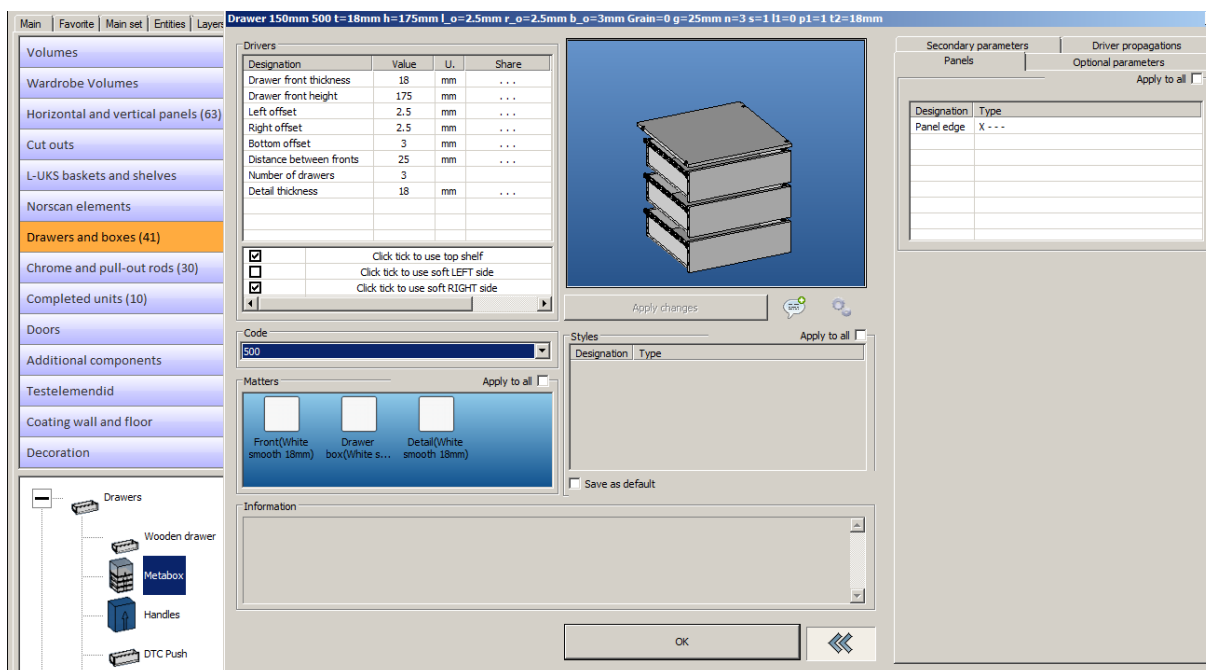 Main Favorite Main set Entities Layers
Drawer 150mm 500 t=18mm h=175mm l_o=2.5mm r_o=2.5mm b_o=3mm Grain=0 g=25mm n=3 s=1 l1=0 p1=1 t2=18mm
Volumes
Wardrobe Volumes
Horizontal and vertical panels (63)
Cut outs
L-UKS baskets and shelves
Norscan elements
Drawers and boxes (41)
Chrome and pull-out rods (30)
Completed units (10)
Doors
Additional components
Testelemendid
Coating wall and floor
Decoration
Drawers
Wooden drawer
Metabox
Handles
DTC Push
Drivers
Designation Value U. Share
Drawer front thickness 18 mm . . .
Drawer front height 175 mm . . .
Left offset 2.5 mm . . .
Right offset 2.5 mm . . .
Bottom offset 3 mm . . .
Distance between fronts 25 mm . . .
Number of drawers 3
Detail thickness 18 mm . . .
Click tick to use top shelf
Click tick to use soft LEFT side
Click tick to use soft RIGHT side
Code
500
Matters Apply to all
Front(White smooth 18mm)
Drawer box(White s...
Detail(White smooth 18mm)
Apply changes
Styles Apply to all
Designation Type
Save as default
Information
OK
Secondary parameters Driver propagations
Panels Optional parameters
Apply to all
Designation Type
Panel edge X - - -